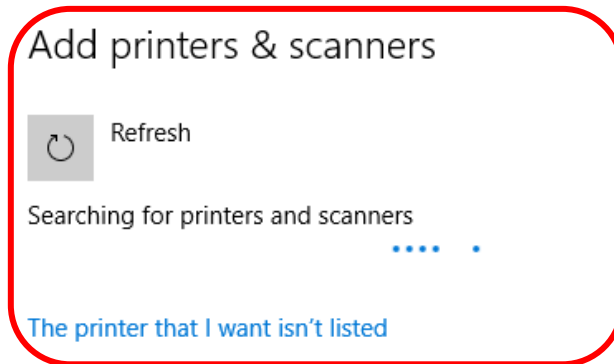 Add printers & scanners
Refresh
Searching for printers and scanners
The printer that I want isn’t listed